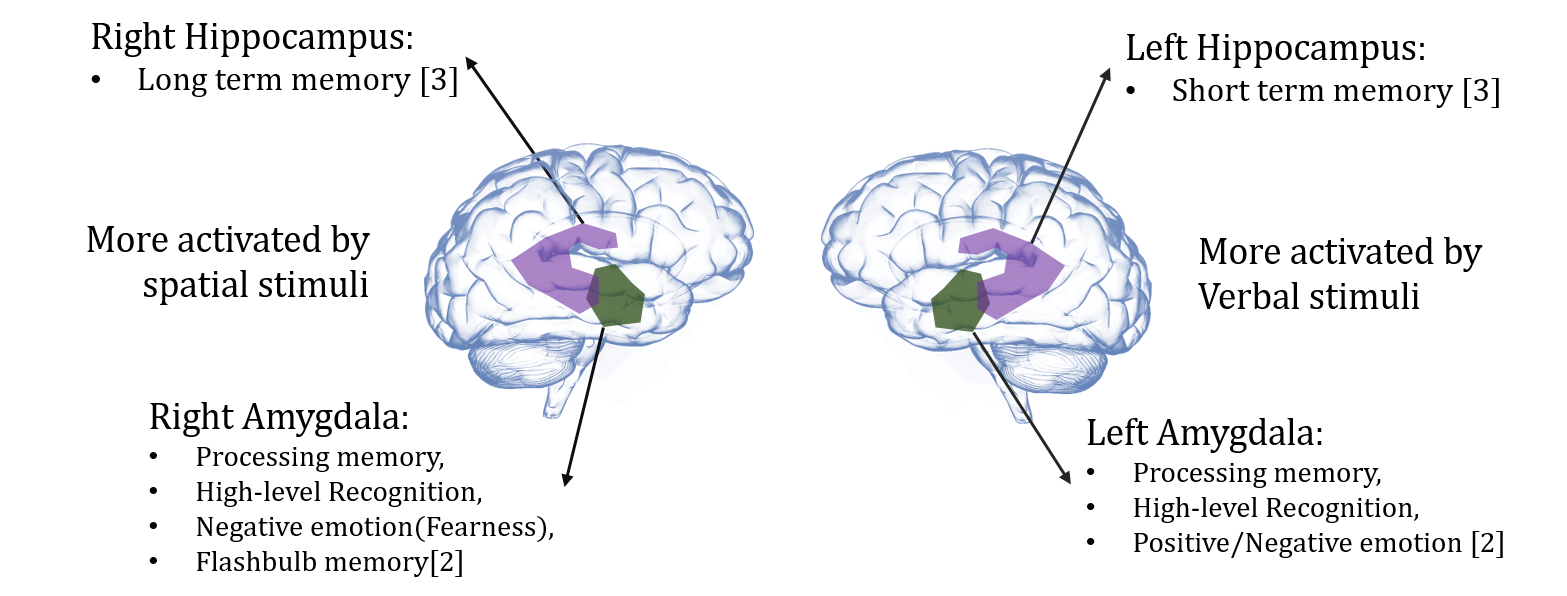 Right Hippocampus:
• Long term memory [3]
More activated by
spatial stimuli
Right Amygdala:
• Processing memory,
• High-level Recognition,
• Negative emotion(Fearness),
• Flashbulb memory[2]
Left Hippocampus:
• Short term memory [3]
More activated by
Verbal stimuli
Left Amygdala:
• Processing memory,
• High-level Recognition,
• Positive/Negative emotion [2]